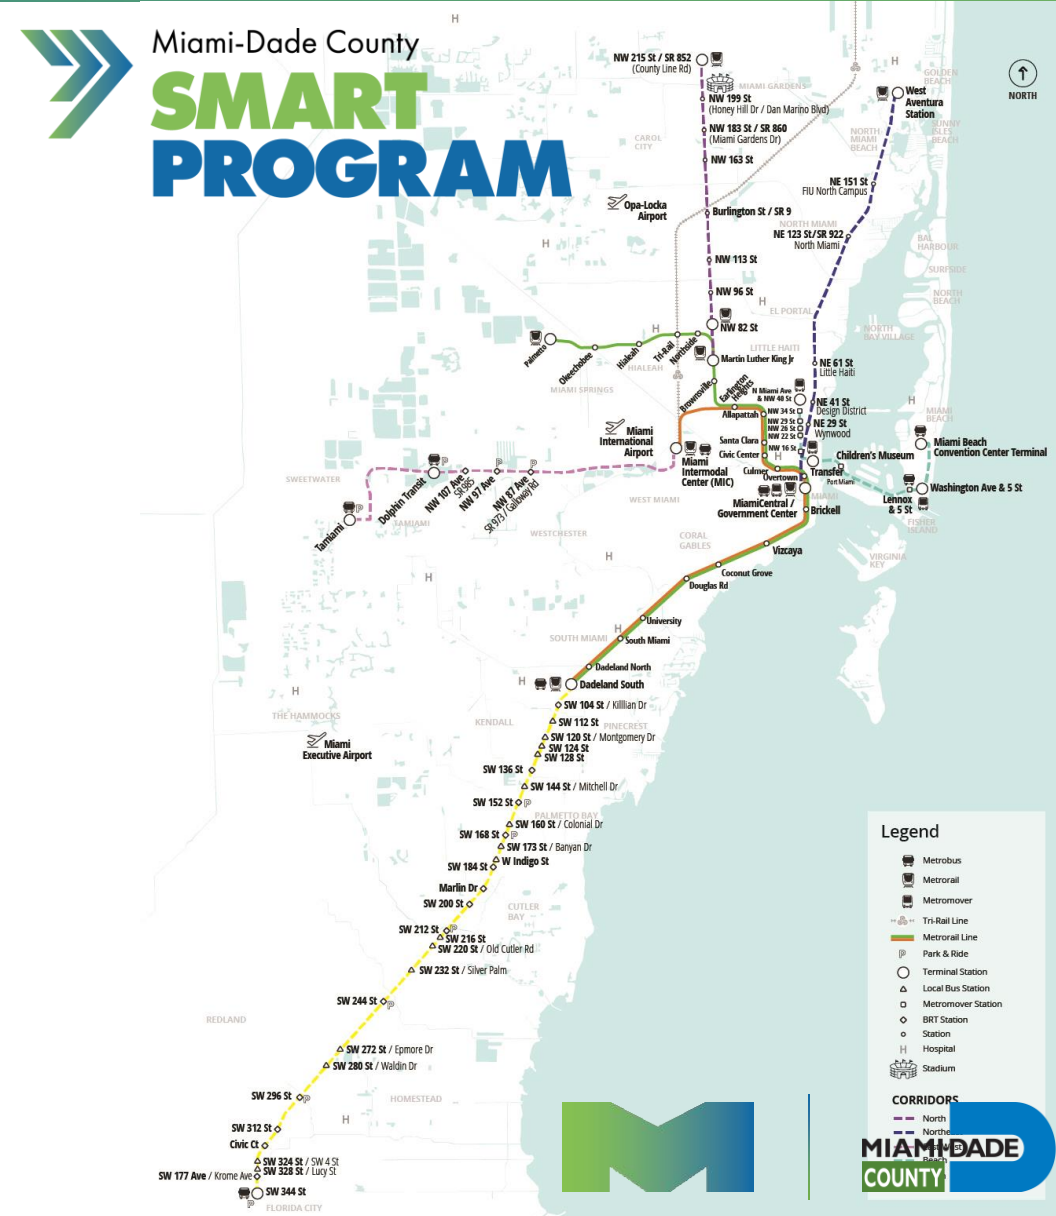 Miami-Dade County
SMART
PROGRAM
H
NW 215 St / SR 852
(County Line Rd)
MIAMI GARDENS
NW 199 St
(Honey Hill Dr / Dan Marino Blvd)
NW 183 St / SR 860
(Miami Gardens Dr)
CAROL
CITY
NW 163 St
Opa-Locka
Airport
Burlington St / SR 9
NW 113 St
NW 96 St
H
NW 82 St
H
GOLDEN
BEACH
West
Aventura
Station
SUNNY
ISLES
BEACH
NORTH
MIAMI
BEACH
NE 151 St
FIU North Campus
NORTH MIAMI
NE 123 St/SR 922
North Miami
BAL
HARBOUR
SURFSIDE
NORTH
BEACH
NORTH
BAY VILLAGE
H
EL PORTAL
LITTLE HAITI
NORTH
Palmetto
Okeechobee
Hialeah
Tri-Rail
Northside
H
HIALEAH
MIAMI SPRINGS
Martin Luther King Jr
Brownsville
Earlington
Heights
Allapattah
N Miami Ave
& NW 40 St
NW 34 St
NW 29 St
NW 26 St
NW 22 St
NW 16 St
NE 61 St
Little Haiti
NE 41 St
Design District
NE 29 St
Wynwood
H
MIAMI
BEACH
Miami
International
Airport
Santa Clara
Civic Center
H
Culmer
Overtown
Transfer
Children's Museum
Port Miami
Miami Beach
Convention Center Terminal
Washington Ave & 5 St
Lennox
& 5 St
FISHER
ISLAND
Miami
Intermodal
Center (MIC)
MiamiCentral /
Government Center
MIAMI
Brickell
SWEETWATER
P
Dolphin Transit
P
NW 107 Ave
SR 985
NW 97 Ave
P
NW 87 Ave
SR 973 / Galloway Rd
P
Tamiami
P
TAMIAMI
WEST MIAMI
WESTCHESTER
CORAL
GABLES
VIRGINIA
KEY
H
H
Vizcaya
Coconut Grove
Douglas Rd
University
H
SOUTH MIAMI
South Miami
Dadeland North
H
Dadeland South
H
THE HAMMOCKS
KENDALL
PINECREST
Miami
Executive Airport
SW 104 St / Killlian Dr
SW 112 St
SW 120 St / Montgomery Dr
SW 124 St
SW 128 St
SW 136 St
SW 144 St / Mitchell Dr
SW 152 St
P
PALMETTO BAY
SW 160 St / Colonial Dr
SW 168 St
P
SW 173 St / Banyan Dr
W Indigo St
SW 184 St
Marlin Dr
SW 200 St
CUTLER
BAY
SW 212 St
P
SW 216 St
SW 220 St / Old Cutler Rd
SW 232 St / Silver Palm
SW 244 St
P
REDLAND
SW 272 St / Epmore Dr
SW 280 St / Waldin Dr
SW 296 St
P
HOMESTEAD
H
SW 312 St
Civic Ct
SW 324 St / SW 4 St
SW 328 St / Lucy St
SW 177 Ave / Krome Ave
SW 344 St
P
FLORIDA CITY
Legend
Metrobus
Metrorail
Metromover
Tri-Rail Line
Metrorail Line
P Park & Ride
Terminal Station
Local Bus Station
Metromover Station
BRT Station
Station
H Hospital
Stadium
CORRIDORS
North
Beach
MIAMI-DADE
COUNTY